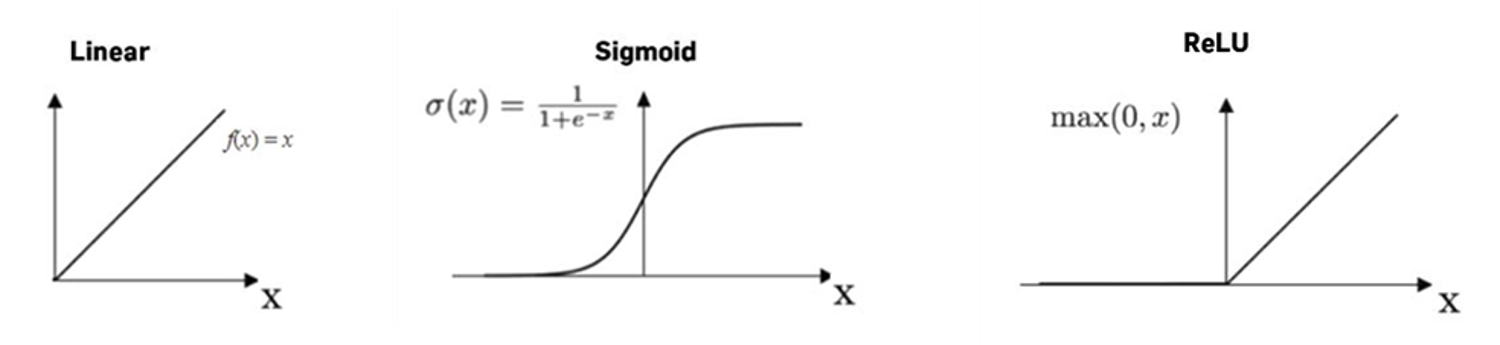 Linear
f(x) = x
X
Sigmoid
σ(x) = 1/(1+e^{-x})
X
ReLU
max(0, x)
X